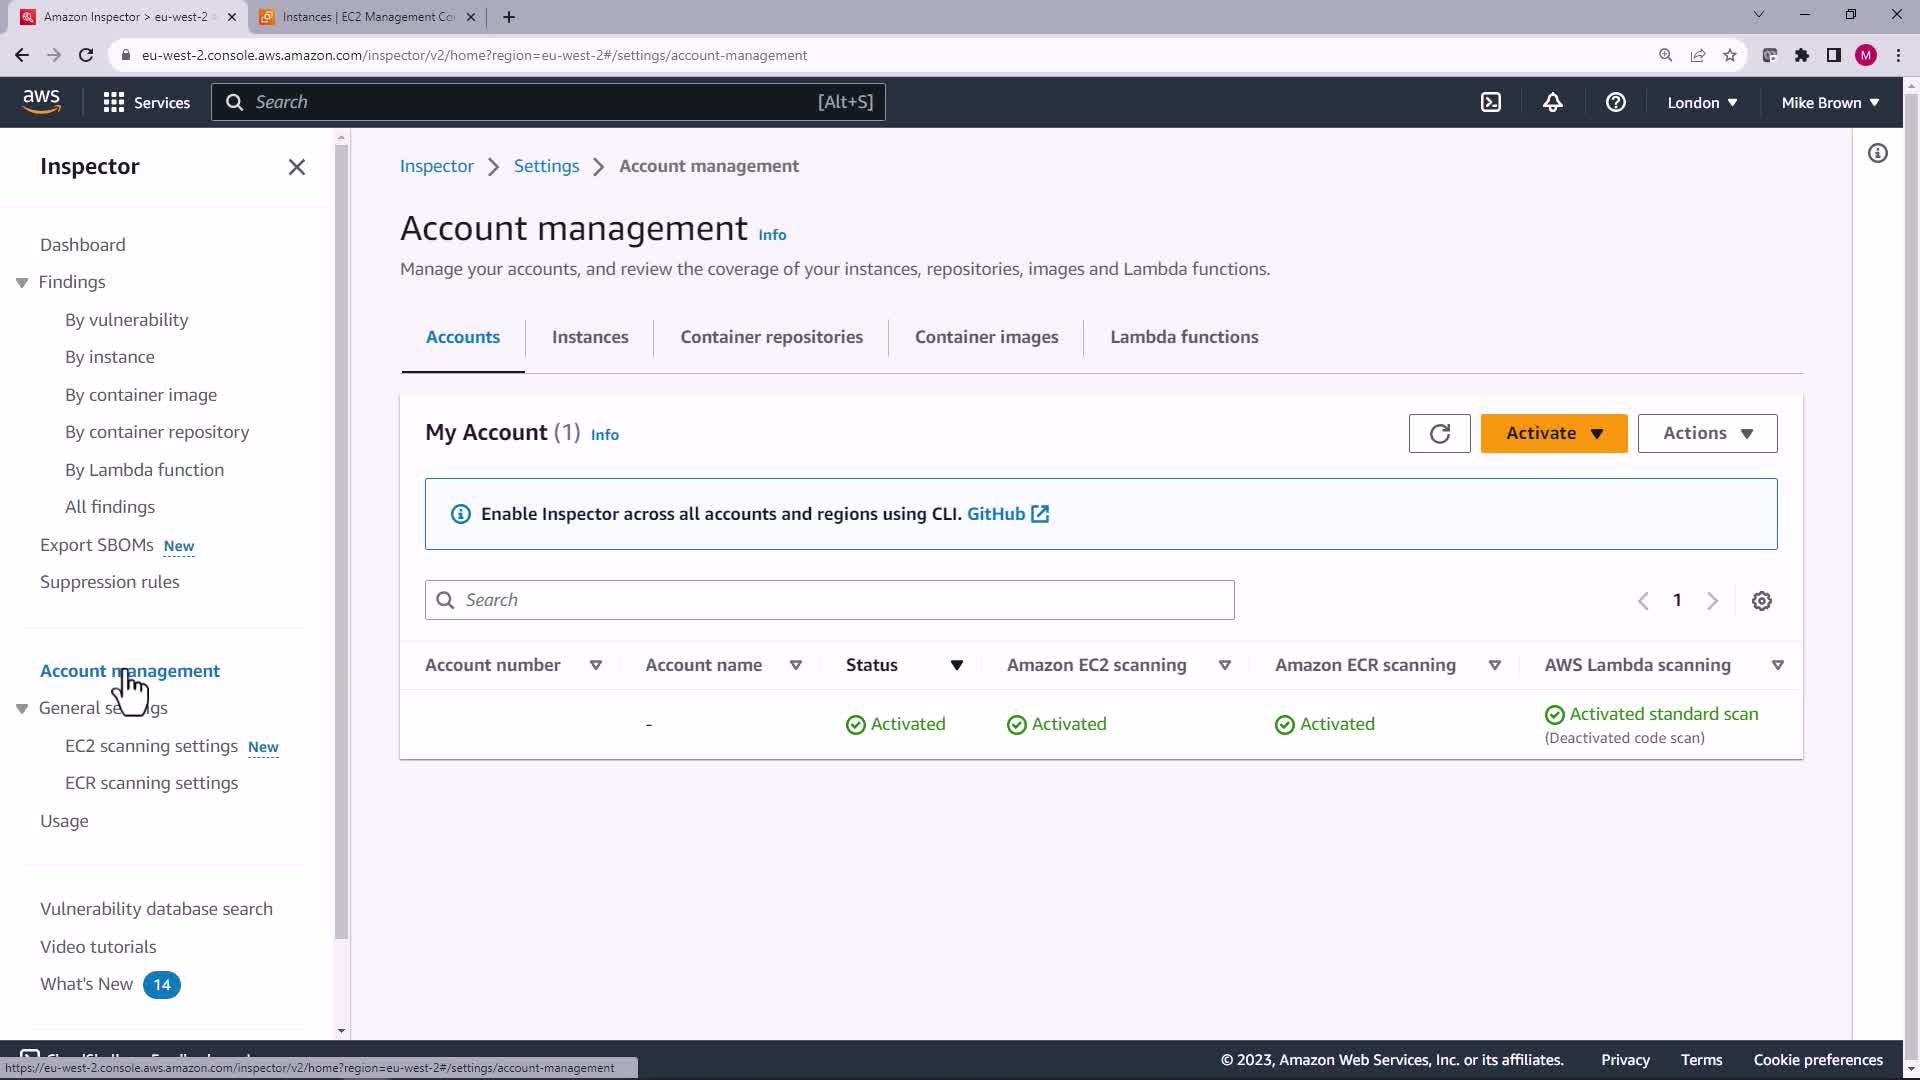 Amazon Inspector > eu-west-2
Instances | EC2 Management Co
eu-west-2.console.aws.amazon.com/inspector/v2/home?region=eu-west-2#/settings/account-management
M
aws
Services
Search
[Alt+S]
London
Mike Brown
Inspector
Dashboard
Findings
By vulnerability
By instance
By container image
By container repository
By Lambda function
All findings
Export SBOMs New
Suppression rules
Account management
General settings
EC2 scanning settings New
ECR scanning settings
Usage
Vulnerability database search
Video tutorials
What's New 14
Inspector
Settings
Account management
Account management Info
Manage your accounts, and review the coverage of your instances, repositories, images and Lambda functions.
Accounts
Instances
Container repositories
Container images
Lambda functions
My Account (1) Info
Activate
Actions
Enable Inspector across all accounts and regions using CLI. GitHub
Search
1
Account number
Account name
Status
Amazon EC2 scanning
Amazon ECR scanning
AWS Lambda scanning
-
Activated
Activated
Activated
Activated standard scan
(Deactivated code scan)
https://eu-west-2.console.aws.amazon.com/inspector/v2/home?region=eu-west-2#/settings/account-management
© 2023, Amazon Web Services, Inc. or its affiliates.
Privacy
Terms
Cookie preferences